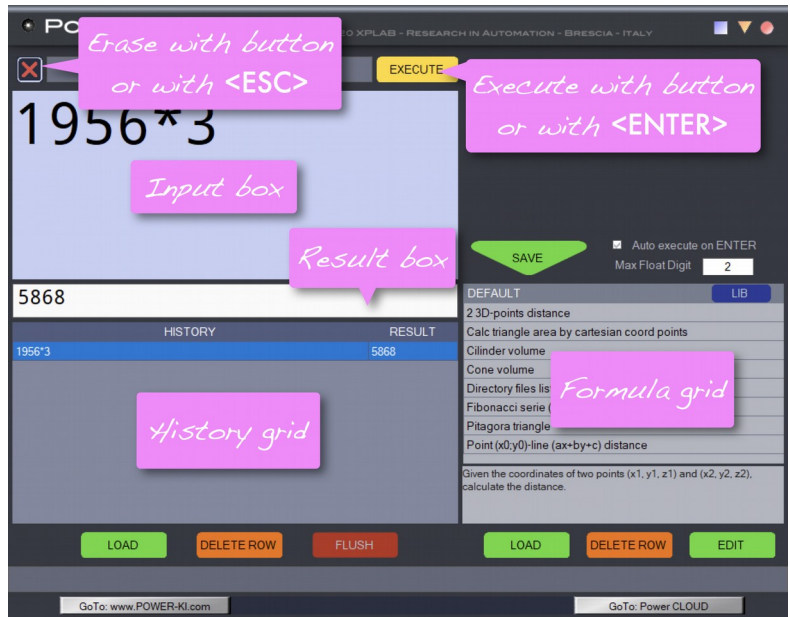 Po
20 XPLAB - RESEARCH IN AUTOMATION - BRESCIA - ITALY
Erase with button
or with <ESC>
EXECUTE
Execute with button
or with <ENTER>
1956*3
Input box
Result box
SAVE
Auto execute on ENTER
Max Float Digit 2
5868
DEFAULT LIB
2 3D-points distance
Calc triangle area by cartesian coord points
Cilinder volume
Cone volume
Directory files lis
Fibonacci serie (
Pitagora triangle
Point (x0;y0)-line (ax+by+c) distance
Formula grid
HISTORY RESULT
1956*3 5868
History grid
Given the coordinates of two points (x1, y1, z1) and (x2, y2, z2),
calculate the distance.
LOAD DELETE ROW FLUSH
LOAD DELETE ROW EDIT
GoTo: www.POWER-KI.com
GoTo: Power CLOUD